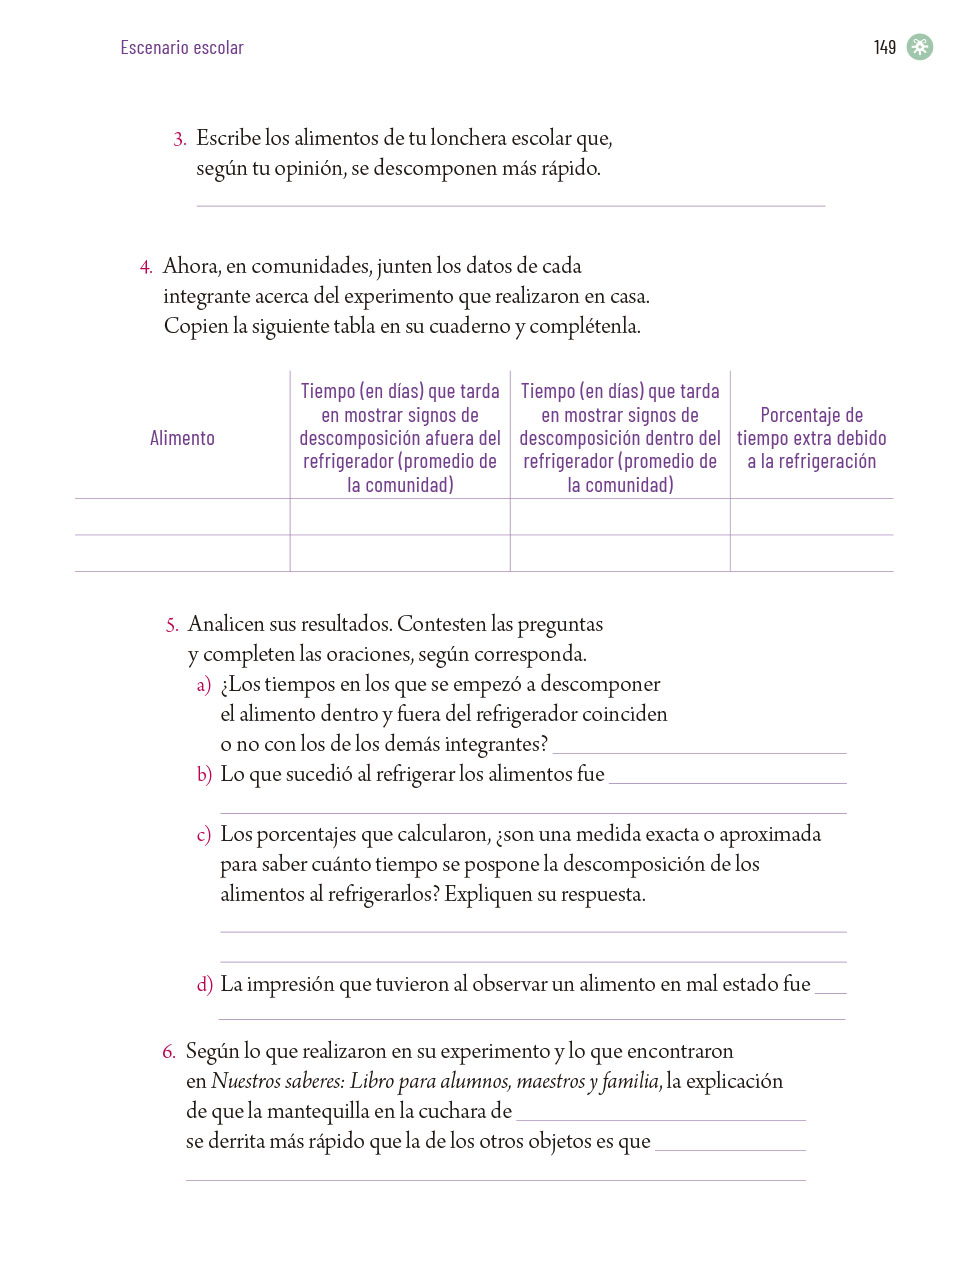 Escenario escolar
149
3. Escribe los alimentos de tu lonchera escolar que,
según tu opinión, se descomponen más rápido.
4. Ahora, en comunidades, junten los datos de cada
integrante acerca del experimento que realizaron en casa.
Copien la siguiente tabla en su cuaderno y complétenla.
Alimento
Tiempo (en días) que tarda
en mostrar signos de
descomposición afuera del
refrigerador (promedio de
la comunidad)
Tiempo (en días) que tarda
en mostrar signos de
descomposición dentro del
refrigerador (promedio de
la comunidad)
Porcentaje de
tiempo extra debido
a la refrigeración
5. Analicen sus resultados. Contesten las preguntas
y completen las oraciones, según corresponda.
a) ¿Los tiempos en los que se empezó a descomponer
el alimento dentro y fuera del refrigerador coinciden
o no con los de los demás integrantes?
b) Lo que sucedió al refrigerar los alimentos fue
c) Los porcentajes que calcularon, ¿son una medida exacta o aproximada
para saber cuánto tiempo se pospone la descomposición de los
alimentos al refrigerarlos? Expliquen su respuesta.
d) La impresión que tuvieron al observar un alimento en mal estado fue
6. Según lo que realizaron en su experimento y lo que encontraron
en Nuestros saberes: Libro para alumnos, maestros y familia, la explicación
de que la mantequilla en la cuchara de
se derrita más rápido que la de los otros objetos es que